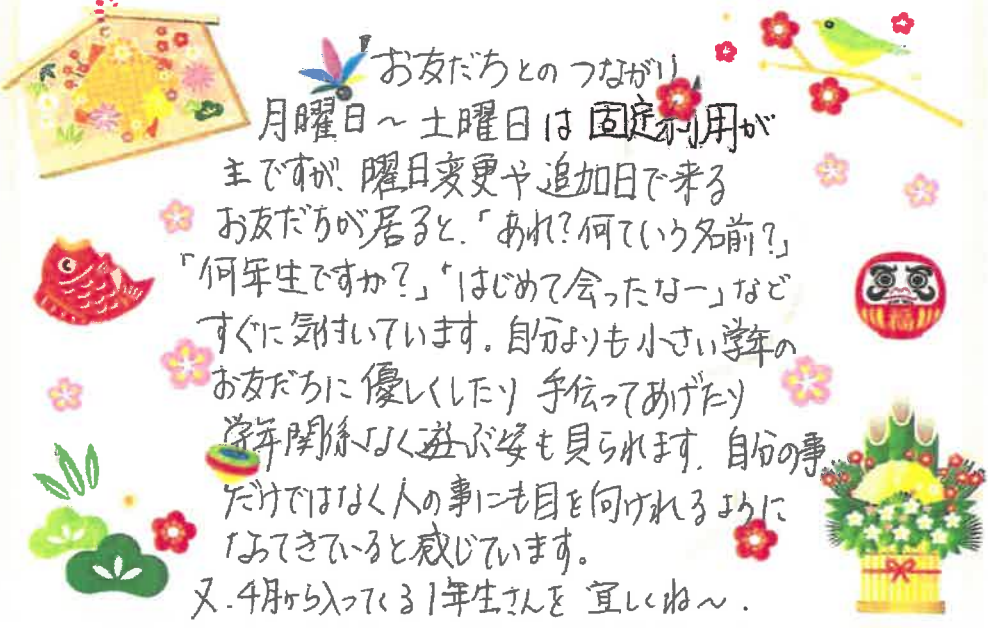 「お友だちとのつながり」
月曜日～土曜日は固定利用が
主ですが、曜日変更や追加日で来る
お友だちが居ると、「あれ?何ていう名前?」
「何年生ですか?」「はじめて会ったなー」など
すぐに気付いています。自分よりも小さい学年の
お友だちに優しくしたり 手伝ってあげたり
学年関係なく遊ぶ姿も見られます。自分の事
だけではなく人の事にも目を向けれるように
なってきていると感じています。
又、4月から入ってくる1年生さんを 宜しくね～.